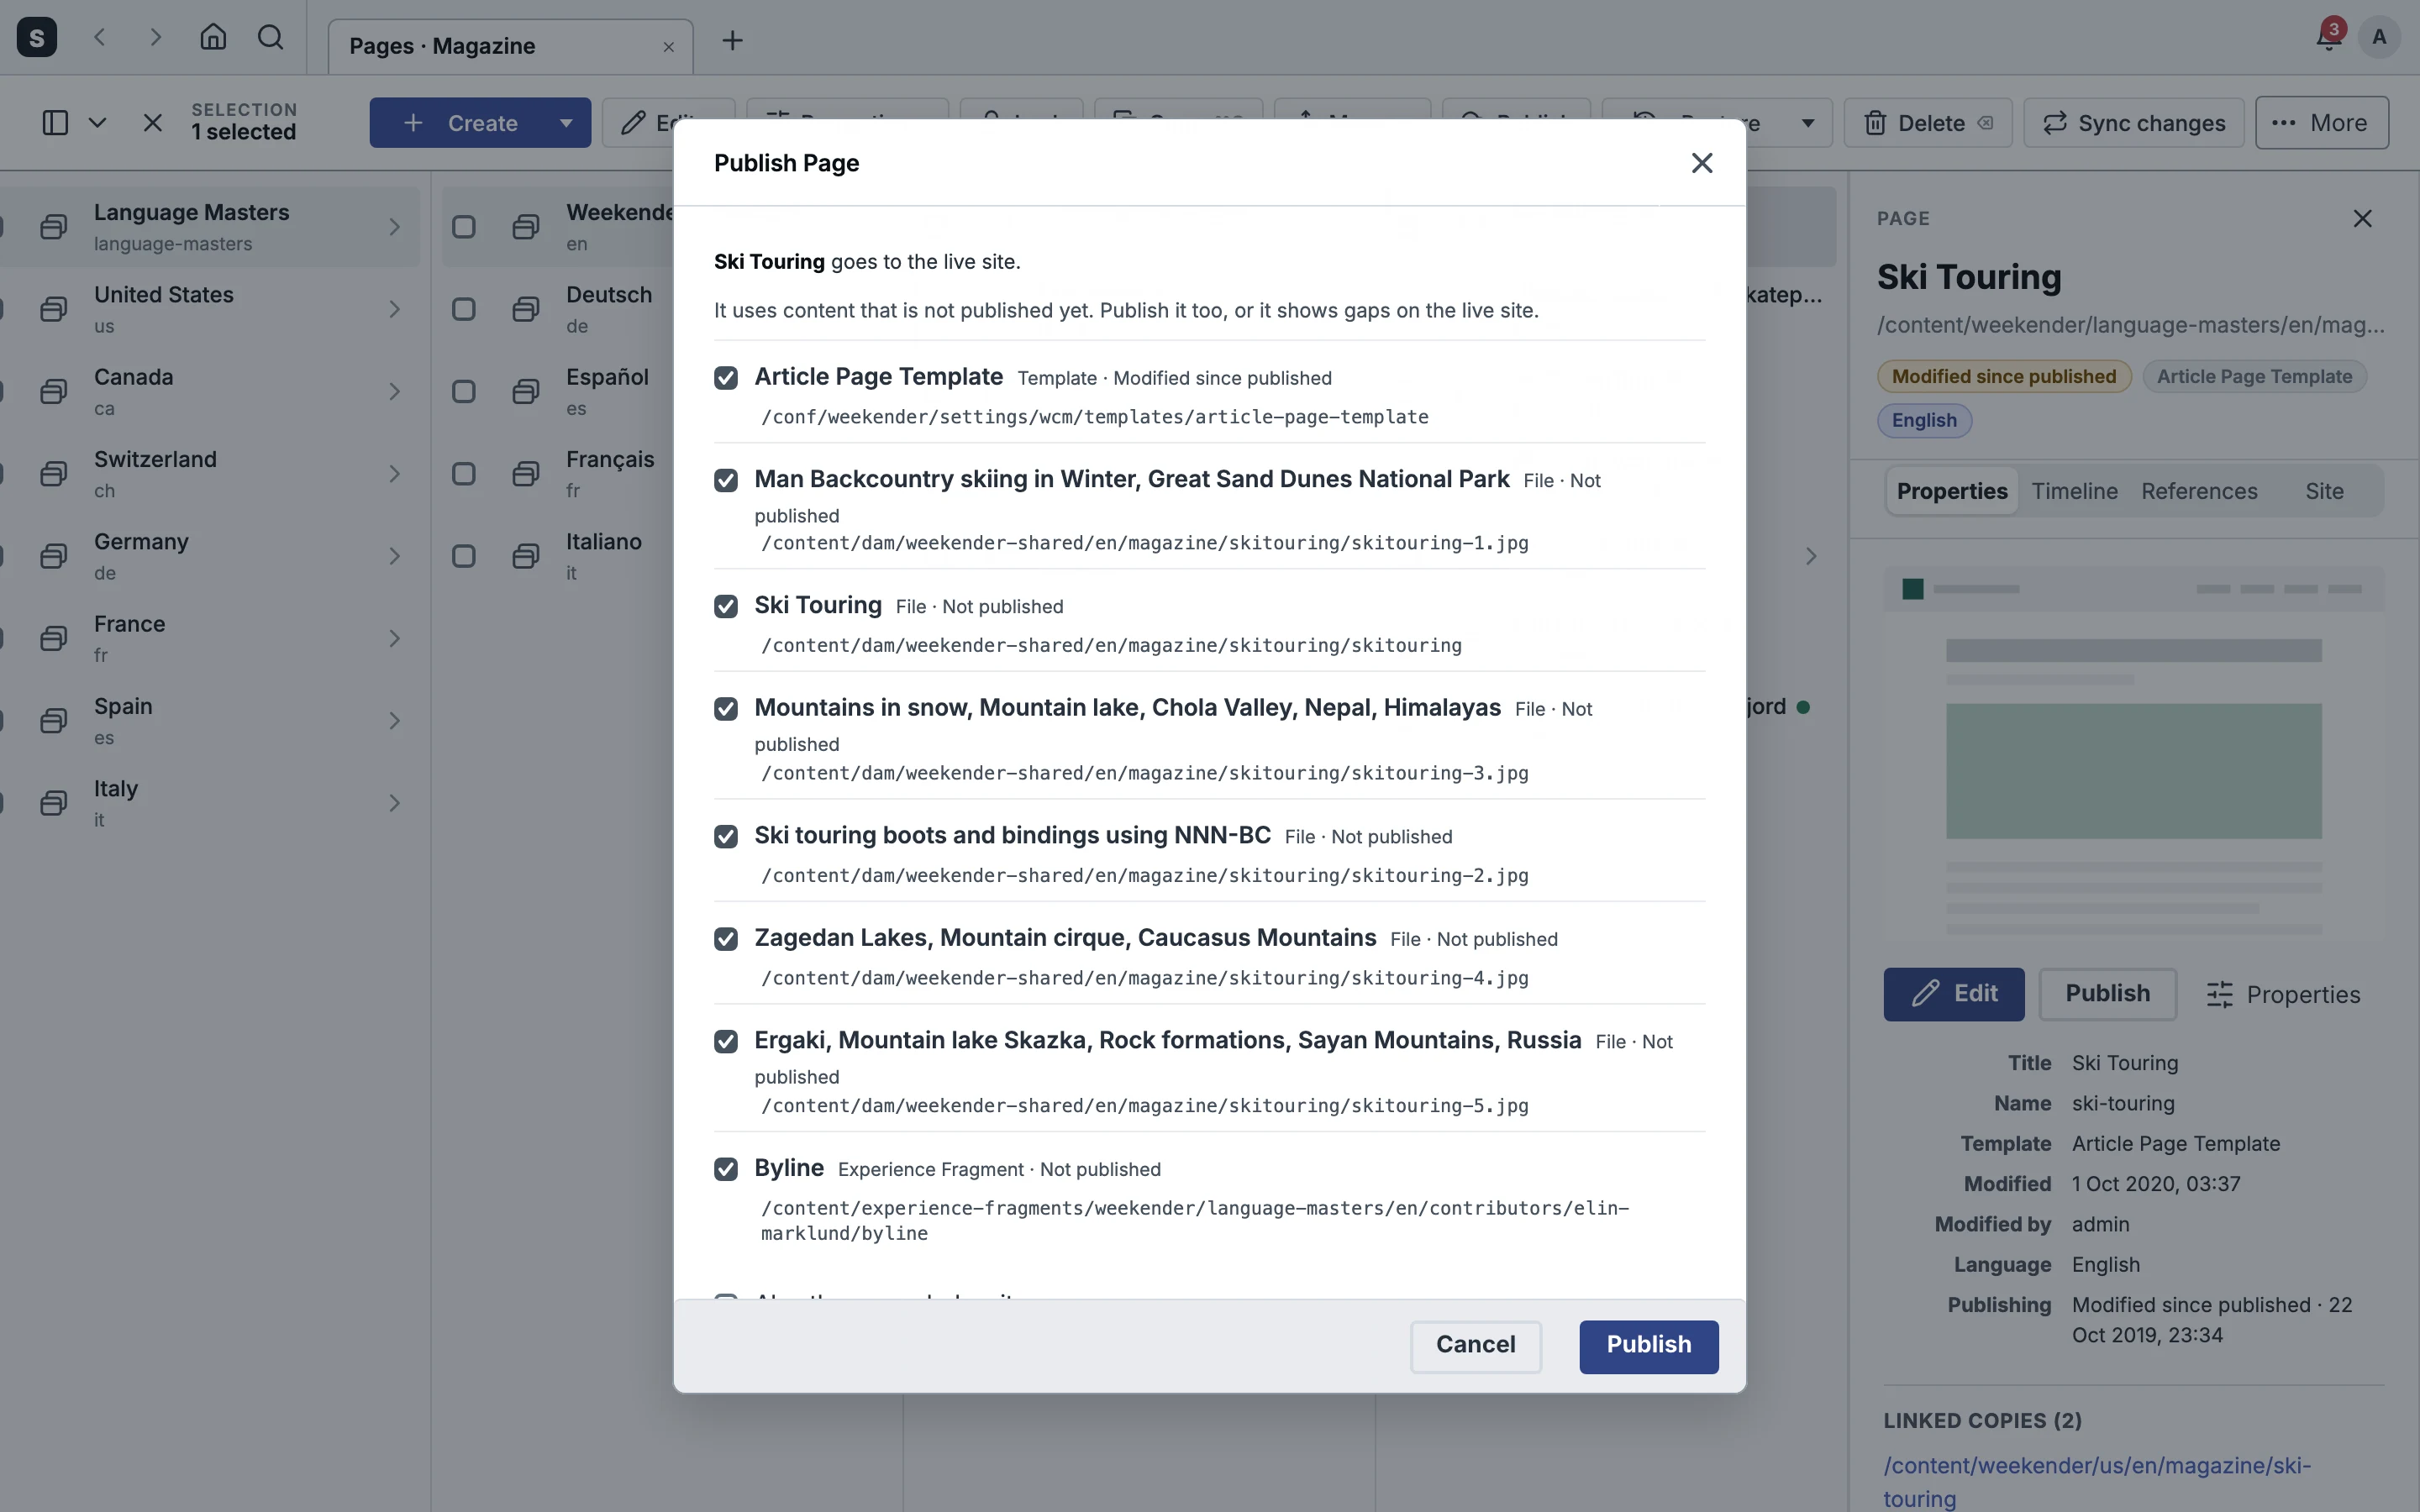 S
Pages · Magazine
3
A
SELECTION
1 selected
Create
Delete
Sync changes
More
Language Masters
language-masters
United States
us
Canada
ca
Switzerland
ch
Germany
de
France
fr
Spain
es
Italy
it
en
Deutsch
de
Español
es
Français
fr
Italiano
it
Publish Page
Ski Touring goes to the live site.
It uses content that is not published yet. Publish it too, or it shows gaps on the live site.
Article Page Template Template · Modified since published
/conf/weekender/settings/wcm/templates/article-page-template
Man Backcountry skiing in Winter, Great Sand Dunes National Park File · Not
published
/content/dam/weekender-shared/en/magazine/skitouring/skitouring-1.jpg
Ski Touring File · Not published
/content/dam/weekender-shared/en/magazine/skitouring/skitouring
Mountains in snow, Mountain lake, Chola Valley, Nepal, Himalayas File · Not
published
/content/dam/weekender-shared/en/magazine/skitouring/skitouring-3.jpg
Ski touring boots and bindings using NNN-BC File · Not published
/content/dam/weekender-shared/en/magazine/skitouring/skitouring-2.jpg
Zagedan Lakes, Mountain cirque, Caucasus Mountains File · Not published
/content/dam/weekender-shared/en/magazine/skitouring/skitouring-4.jpg
Ergaki, Mountain lake Skazka, Rock formations, Sayan Mountains, Russia File · Not
published
/content/dam/weekender-shared/en/magazine/skitouring/skitouring-5.jpg
Byline Experience Fragment · Not published
/content/experience-fragments/weekender/language-masters/en/contributors/elin-
marklund/byline
Cancel
Publish
katep...
jord
PAGE
Ski Touring
/content/weekender/language-masters/en/mag...
Modified since published
Article Page Template
English
Properties
Timeline
References
Site
Edit
Publish
Properties
Title Ski Touring
Name ski-touring
Template Article Page Template
Modified 1 Oct 2020, 03:37
Modified by admin
Language English
Publishing Modified since published · 22
Oct 2019, 23:34
LINKED COPIES (2)
/content/weekender/us/en/magazine/ski-
touring